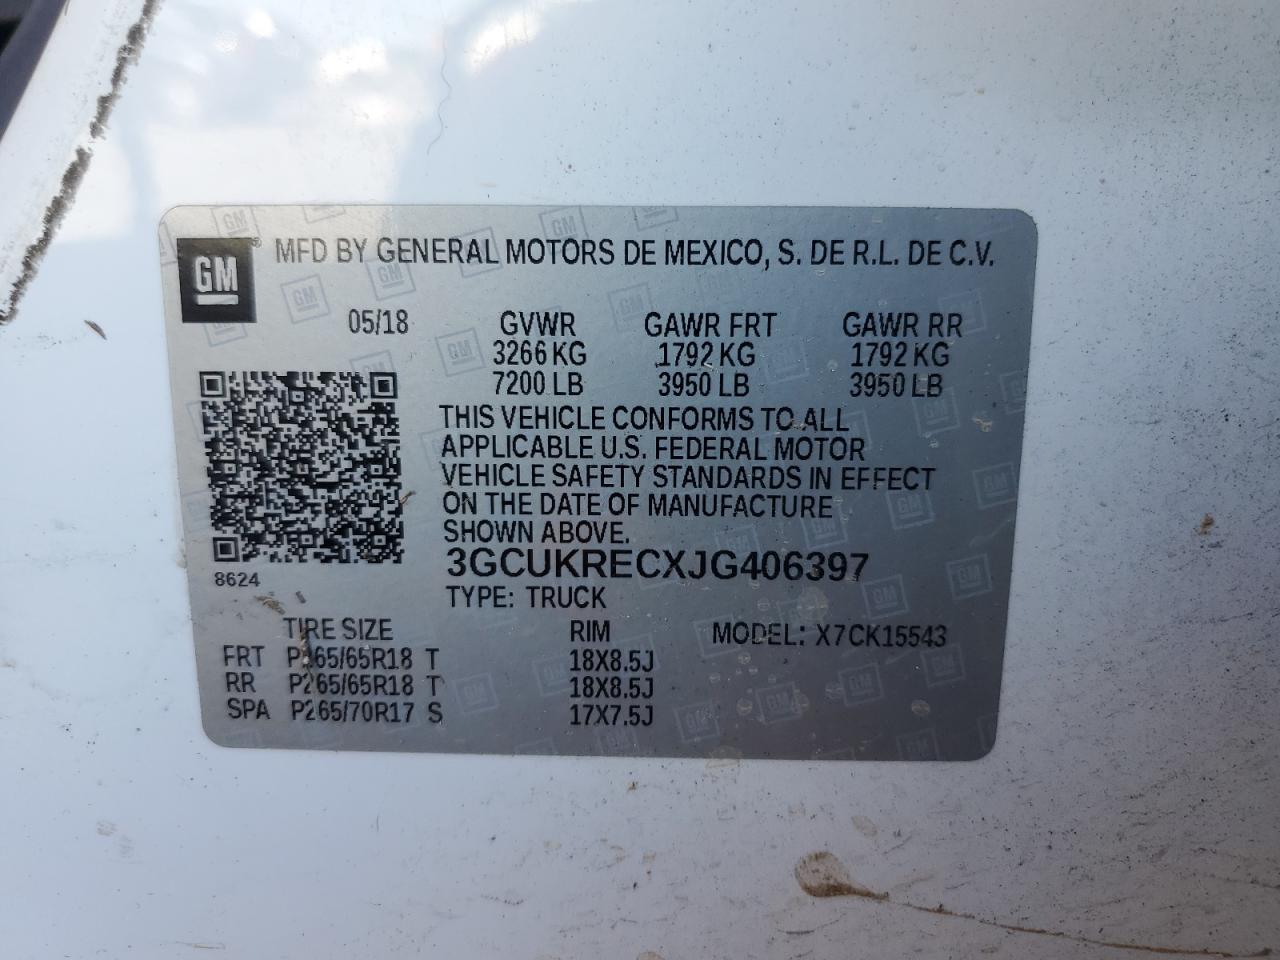 GM® MFD BY GENERAL MOTORS DE MEXICO, S. DE R.L. DE C.V.
05/18 GVWR GAWR FRT GAWR RR
3266 KG 1792 KG 1792 KG
7200 LB 3950 LB 3950 LB
THIS VEHICLE CONFORMS TO ALL
APPLICABLE U.S. FEDERAL MOTOR
VEHICLE SAFETY STANDARDS IN EFFECT
ON THE DATE OF MANUFACTURE
SHOWN ABOVE.
3GCUKRECXJG406397
8624
TYPE: TRUCK
TIRE SIZE RIM MODEL: X7CK15543
FRT P265/65R18 T 18X8.5J
RR P265/65R18 T 18X8.5J
SPA P265/70R17 S 17X7.5J